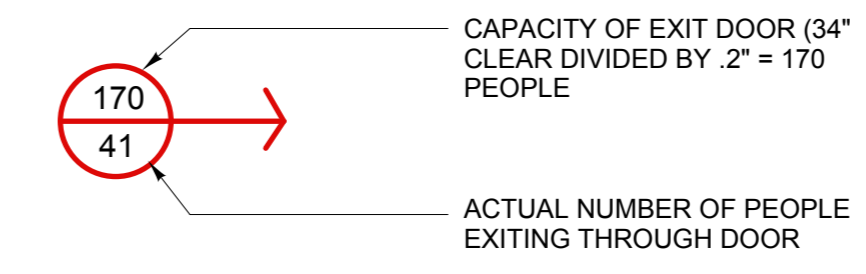 CAPACITY OF EXIT DOOR (34"
CLEAR DIVIDED BY .2" = 170
PEOPLE
170
41
ACTUAL NUMBER OF PEOPLE
EXITING THROUGH DOOR